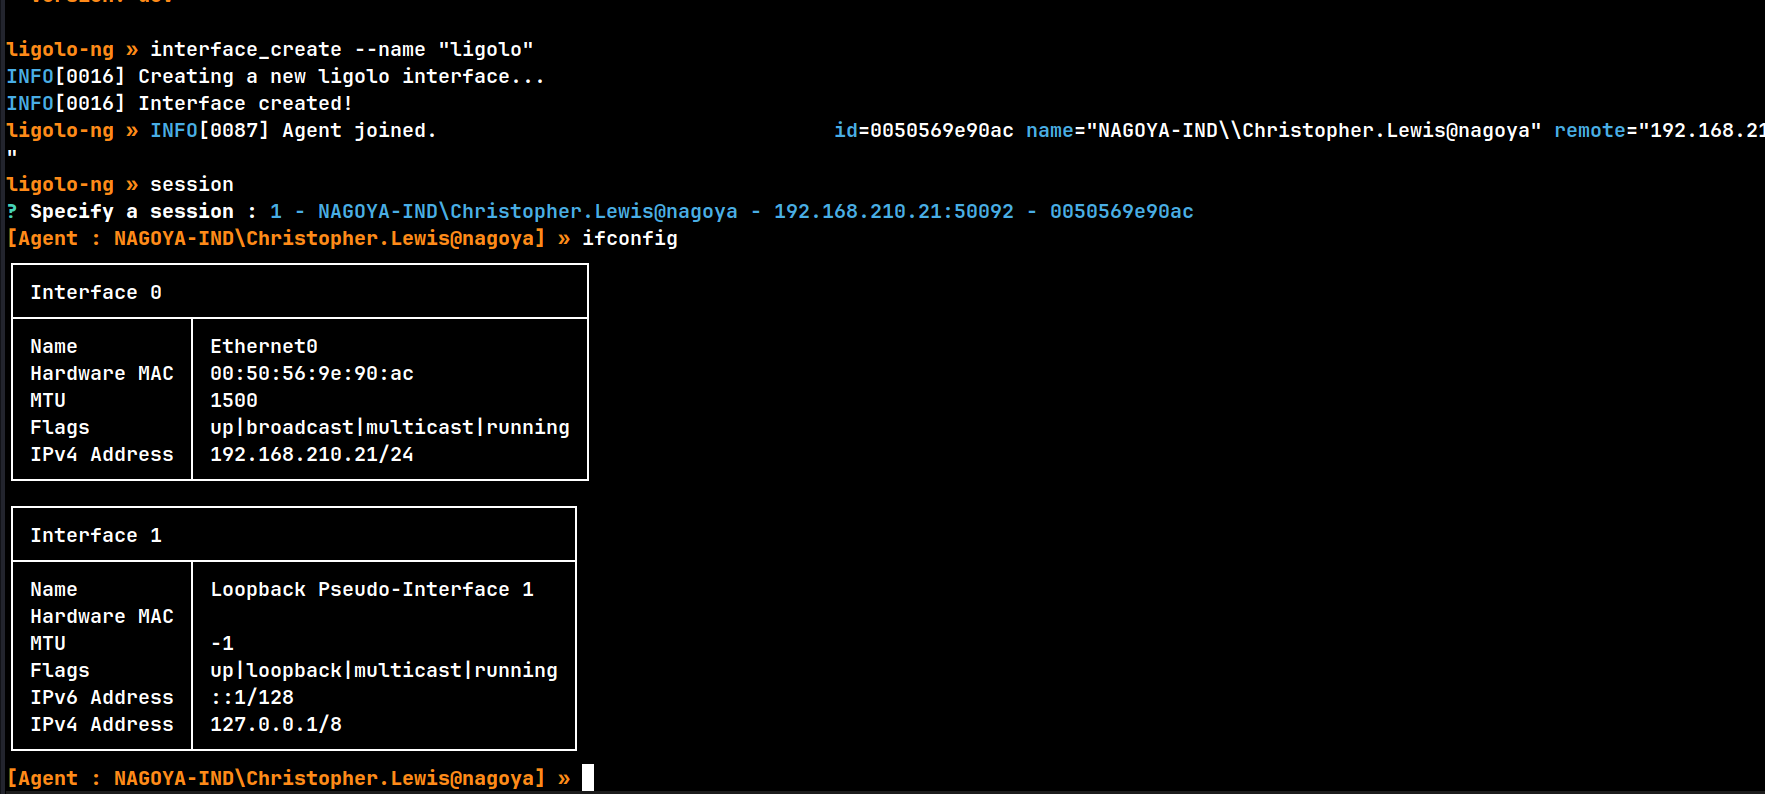 ligolo-ng » interface_create --name "ligolo"
INFO[0016] Creating a new ligolo interface...
INFO[0016] Interface created!
ligolo-ng » INFO[0087] Agent joined. id=0050569e90ac name="NAGOYA-IND\\Christopher.Lewis@nagoya" remote="192.168.21
"
ligolo-ng » session
? Specify a session : 1 - NAGOYA-IND\Christopher.Lewis@nagoya - 192.168.210.21:50092 - 0050569e90ac
[Agent : NAGOYA-IND\Christopher.Lewis@nagoya] » ifconfig
Interface 0
Name Ethernet0
Hardware MAC 00:50:56:9e:90:ac
MTU 1500
Flags up|broadcast|multicast|running
IPv4 Address 192.168.210.21/24
Interface 1
Name Loopback Pseudo-Interface 1
Hardware MAC
MTU -1
Flags up|loopback|multicast|running
IPv6 Address ::1/128
IPv4 Address 127.0.0.1/8
[Agent : NAGOYA-IND\Christopher.Lewis@nagoya] »